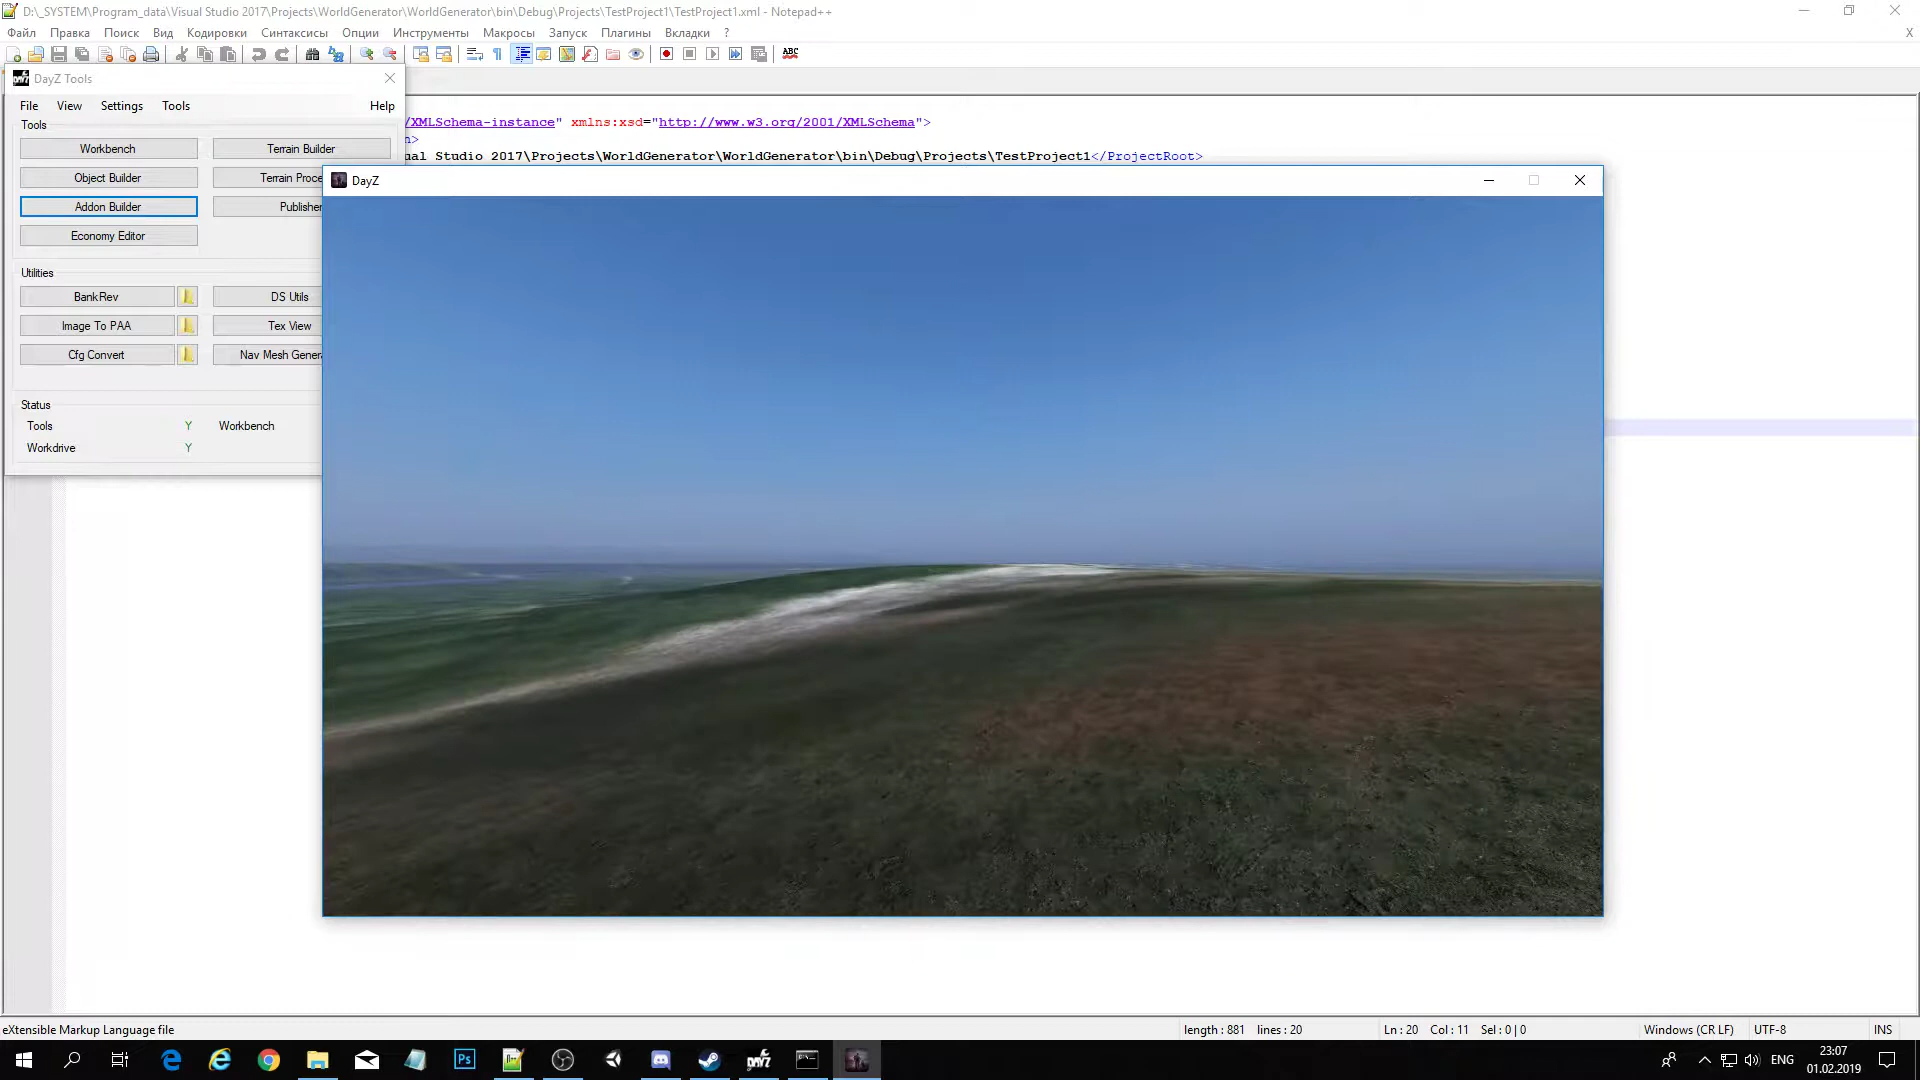 D:\_SYSTEM\Program_data\Visual Studio 2017\Projects\WorldGenerator\WorldGenerator\bin\Debug\Projects\TestProject1\TestProject1.xml - Notepad++
Файл Правка Поиск Вид Кодировки Синтаксисы Опции Инструменты Макросы Запуск Плагины Вкладки ? X
ABC
DayZ Tools
File View Settings Tools Help
Tools
/XMLSchema-instance" xmlns:xsd="http://www.w3.org/2001/XMLSchema">
n>
ual Studio 2017\Projects\WorldGenerator\WorldGenerator\bin\Debug\Projects\TestProject1</ProjectRoot>
Workbench Terrain Builder
Object Builder Terrain Proce
Addon Builder Publisher
Economy Editor
DayZ
Utilities
BankRev DS Utils
Image To PAA Tex View
Cfg Convert Nav Mesh Genera
Status
Tools Y Workbench
Workdrive Y
eXtensible Markup Language file length : 881 lines : 20 Ln : 20 Col : 11 Sel : 0 | 0 Windows (CR LF) UTF-8 INS
Ps DAYZ ENG 23:07
01.02.2019